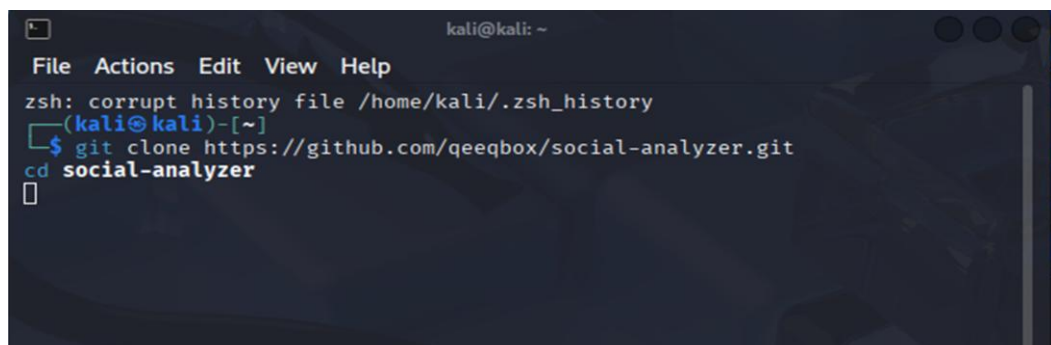 kali@kali: ~
File Actions Edit View Help
zsh: corrupt history file /home/kali/.zsh_history
┌──(kali㉿kali)-[~]
└─$ git clone https://github.com/qeeqbox/social-analyzer.git
cd social-analyzer